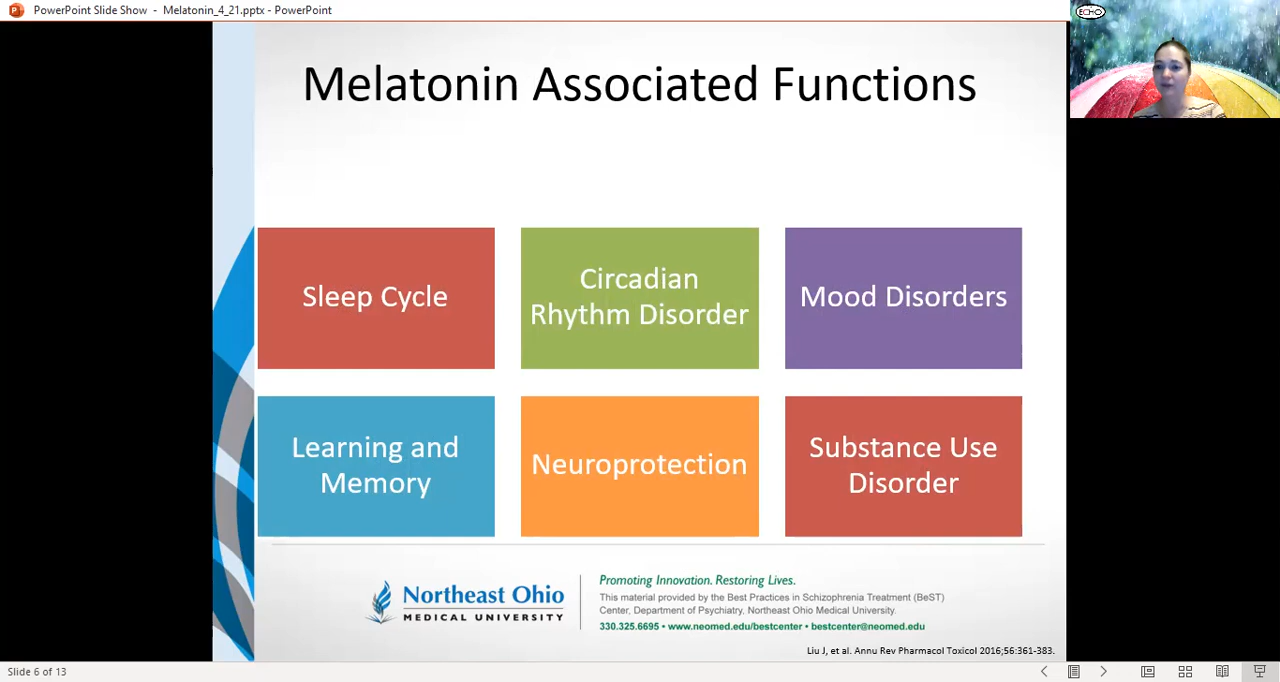 PowerPoint Slide Show - Melatonin_4_21.pptx - PowerPoint
ECHO
Melatonin Associated Functions
Sleep Cycle
Circadian
Rhythm Disorder
Mood Disorders
Learning and
Memory
Neuroprotection
Substance Use
Disorder
Northeast Ohio
MEDICAL UNIVERSITY
Promoting Innovation. Restoring Lives.
This material provided by the Best Practices in Schizophrenia Treatment (BeST)
Center, Department of Psychiatry, Northeast Ohio Medical University.
330.325.6695 • www.neomed.edu/bestcenter • bestcenter@neomed.edu
Liu J, et al. Annu Rev Pharmacol Toxicol 2016;56:361-383.
Slide 6 of 13